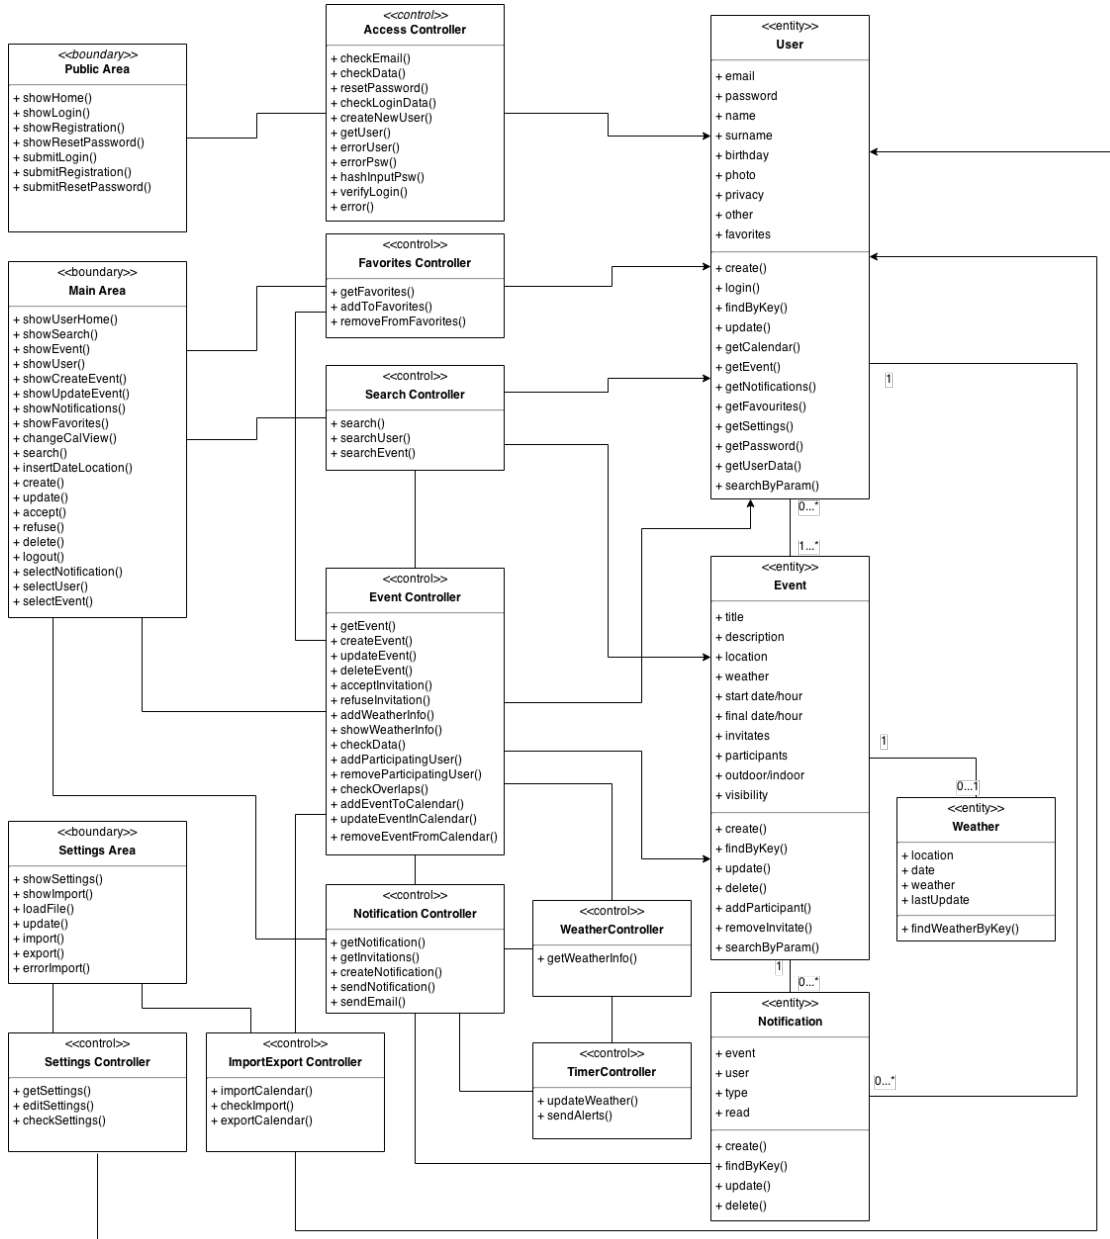 <<boundary>>
Public Area
+ showHome()
+ showLogin()
+ showRegistration()
+ showResetPassword()
+ submitLogin()
+ submitRegistration()
+ submitResetPassword()
<<control>>
Access Controller
+ checkEmail()
+ checkData()
+ resetPassword()
+ checkLoginData()
+ createNewUser()
+ getUser()
+ errorUser()
+ errorPsw()
+ hashInputPsw()
+ verifyLogin()
+ error()
<<entity>>
User
+ email
+ password
+ name
+ surname
+ birthday
+ photo
+ privacy
+ other
+ favorites
+ create()
+ login()
+ findByKey()
+ update()
+ getCalendar()
+ getEvent()
+ getNotifications()
+ getFavourites()
+ getSettings()
+ getPassword()
+ getUserData()
+ searchByParam()
1
0...*
1...*
<<boundary>>
Main Area
+ showUserHome()
+ showSearch()
+ showEvent()
+ showUser()
+ showCreateEvent()
+ showUpdateEvent()
+ showNotifications()
+ showFavorites()
+ changeCalView()
+ search()
+ insertDateLocation()
+ create()
+ update()
+ accept()
+ refuse()
+ delete()
+ logout()
+ selectNotification()
+ selectUser()
+ selectEvent()
<<control>>
Favorites Controller
+ getFavorites()
+ addToFavorites()
+ removeFromFavorites()
<<control>>
Search Controller
+ search()
+ searchUser()
+ searchEvent()
<<control>>
Event Controller
+ getEvent()
+ createEvent()
+ updateEvent()
+ deleteEvent()
+ acceptInvitation()
+ refuseInvitation()
+ addWeatherInfo()
+ showWeatherInfo()
+ checkData()
+ addParticipatingUser()
+ removeParticipatingUser()
+ checkOverlaps()
+ addEventToCalendar()
+ updateEventInCalendar()
+ removeEventFromCalendar()
<<entity>>
Event
+ title
+ description
+ location
+ weather
+ start date/hour
+ final date/hour
+ invitates
+ participants
+ outdoor/indoor
+ visibility
+ create()
+ findByKey()
+ update()
+ delete()
+ addParticipant()
+ removeInvitate()
+ searchByParam()
1
0...1
<<entity>>
Weather
+ location
+ date
+ weather
+ lastUpdate
+ findWeatherByKey()
<<boundary>>
Settings Area
+ showSettings()
+ showImport()
+ loadFile()
+ update()
+ import()
+ export()
+ errorImport()
<<control>>
Notification Controller
+ getNotification()
+ getInvitations()
+ createNotification()
+ sendNotification()
+ sendEmail()
<<control>>
WeatherController
+ getWeatherInfo()
1
0...*
<<control>>
Settings Controller
+ getSettings()
+ editSettings()
+ checkSettings()
<<control>>
ImportExport Controller
+ importCalendar()
+ checkImport()
+ exportCalendar()
<<control>>
TimerController
+ updateWeather()
+ sendAlerts()
<<entity>>
Notification
+ event
+ user
+ type
+ read
+ create()
+ findByKey()
+ update()
+ delete()
0...*